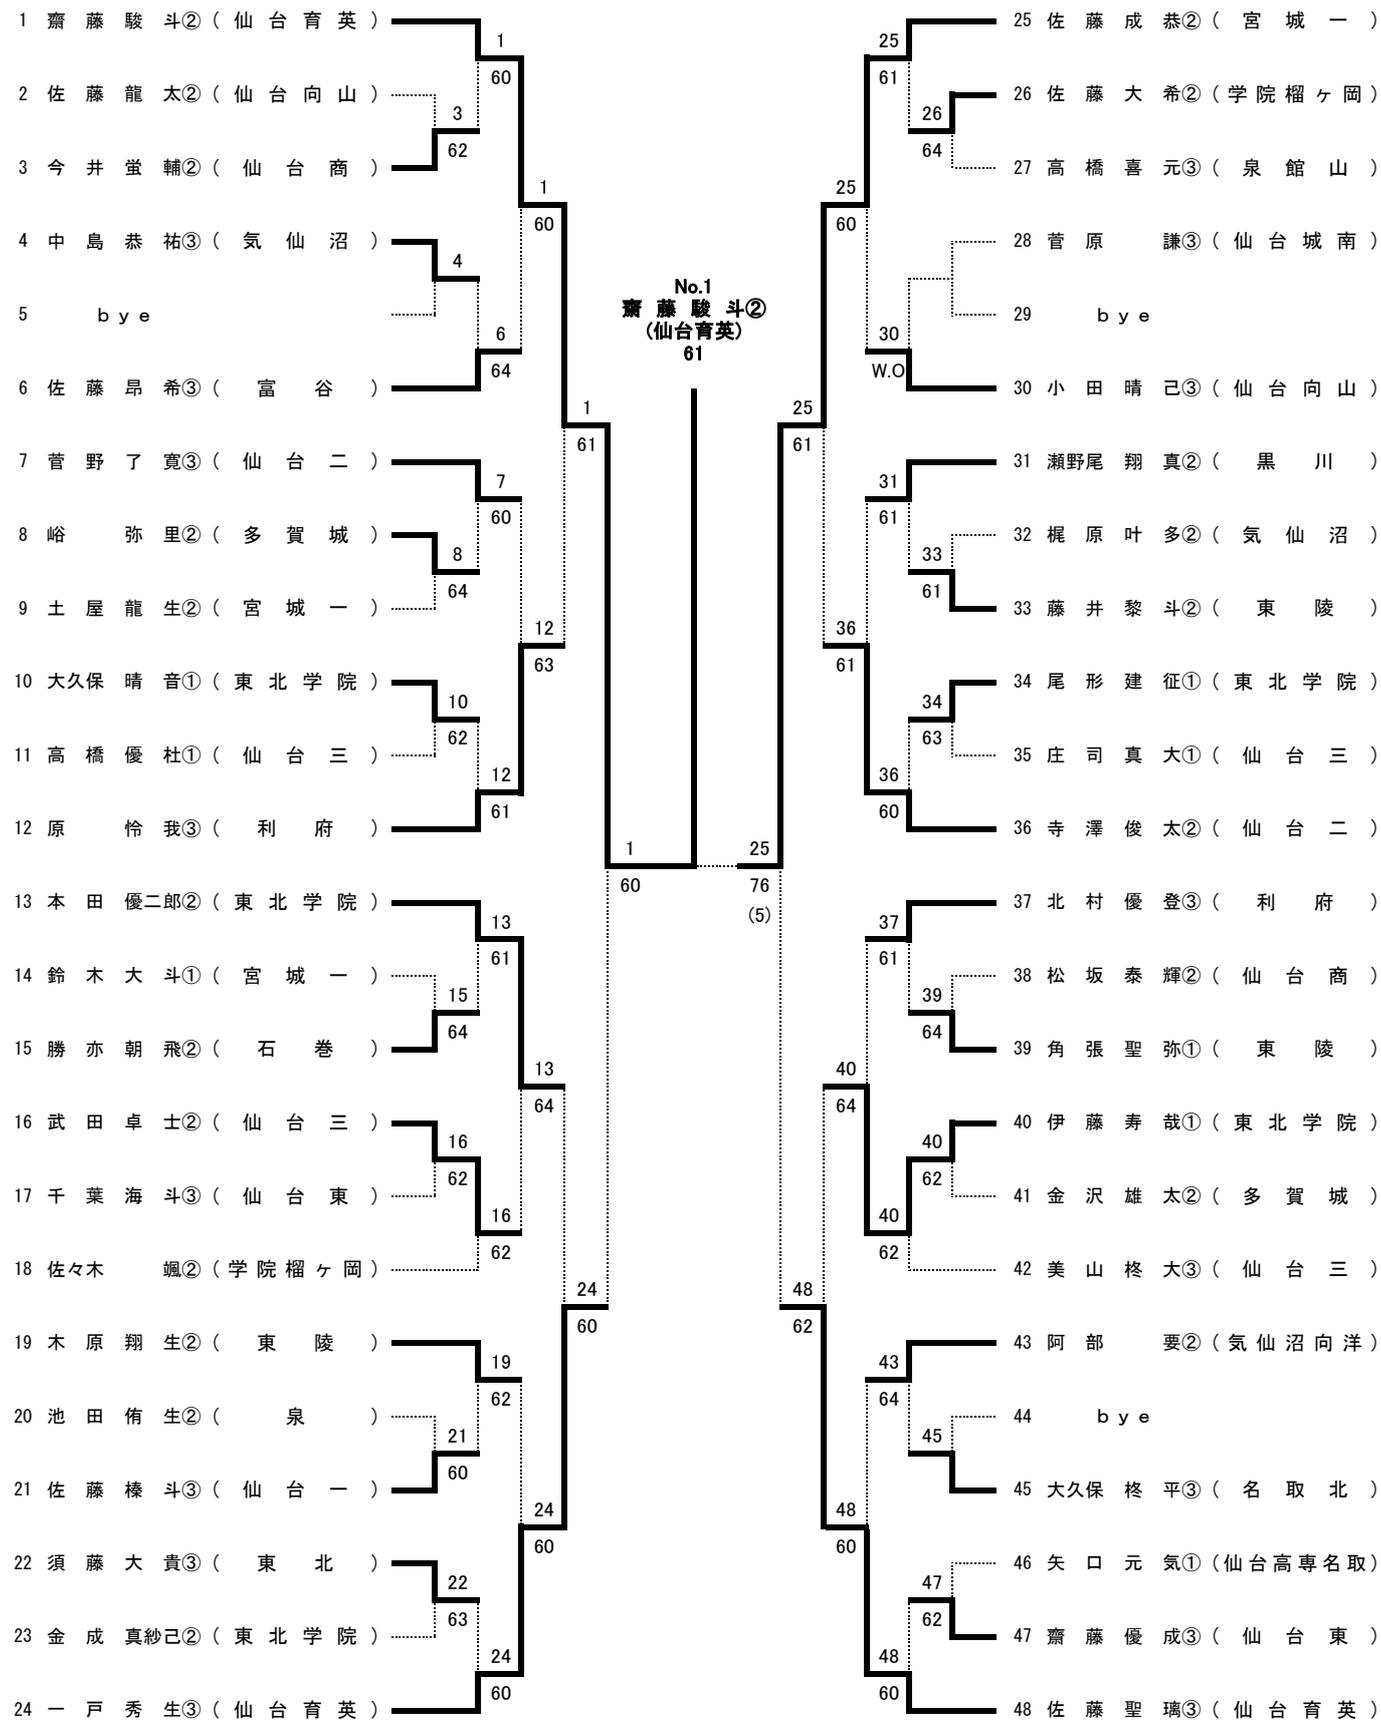 1 齋藤駿斗②(仙台育英)
2 佐藤龍太②(仙台向山)
3 今井蛍輔②(仙台商)
4 中島恭祐③(気仙沼)
5 bye
6 佐藤昂希③(富谷)
7 菅野了寛③(仙台二)
8 峪弥里②(多賀城)
9 土屋龍生②(宮城一)
10 大久保晴音①(東北学院)
11 高橋優杜①(仙台三)
12 原怜我③(利府)
13 本田優二郎②(東北学院)
14 鈴木大斗①(宮城一)
15 勝亦朝飛②(石巻)
16 武田卓士②(仙台三)
17 千葉海斗③(仙台東)
18 佐々木颯②(学院榴ヶ岡)
19 木原翔生②(東陵)
20 池田侑生②(泉)
21 佐藤榛斗③(仙台一)
22 須藤大貴③(東北)
23 金成真紗己②(東北学院)
24 一戸秀生③(仙台育英)
3
62
4
8
64
10
62
15
64
16
62
21
60
22
63
1
60
6
64
7
60
12
61
13
61
16
62
19
62
24
60
1
60
12
63
13
64
24
60
1
61
24
60
1
60
No.1
齋藤駿斗②
(仙台育英)
61
25
76
(5)
25
61
48
62
25
60
36
61
40
64
48
60
25
61
30
W.O
31
61
36
60
37
61
40
62
43
64
48
60
26
64
33
61
34
63
39
64
40
62
45
47
62
25 佐藤成恭②(宮城一)
26 佐藤大希②(学院榴ヶ岡)
27 高橋喜元③(泉館山)
28 菅原謙③(仙台城南)
29 bye
30 小田晴己③(仙台向山)
31 瀬野尾翔真②(黒川)
32 梶原叶多②(気仙沼)
33 藤井黎斗②(東陵)
34 尾形建征①(東北学院)
35 庄司真大①(仙台三)
36 寺澤俊太②(仙台二)
37 北村優登③(利府)
38 松坂泰輝②(仙台商)
39 角張聖弥①(東陵)
40 伊藤寿哉①(東北学院)
41 金沢雄太②(多賀城)
42 美山柊大③(仙台三)
43 阿部要②(気仙沼向洋)
44 bye
45 大久保柊平③(名取北)
46 矢口元気①(仙台高専名取)
47 齋藤優成③(仙台東)
48 佐藤聖璃③(仙台育英)